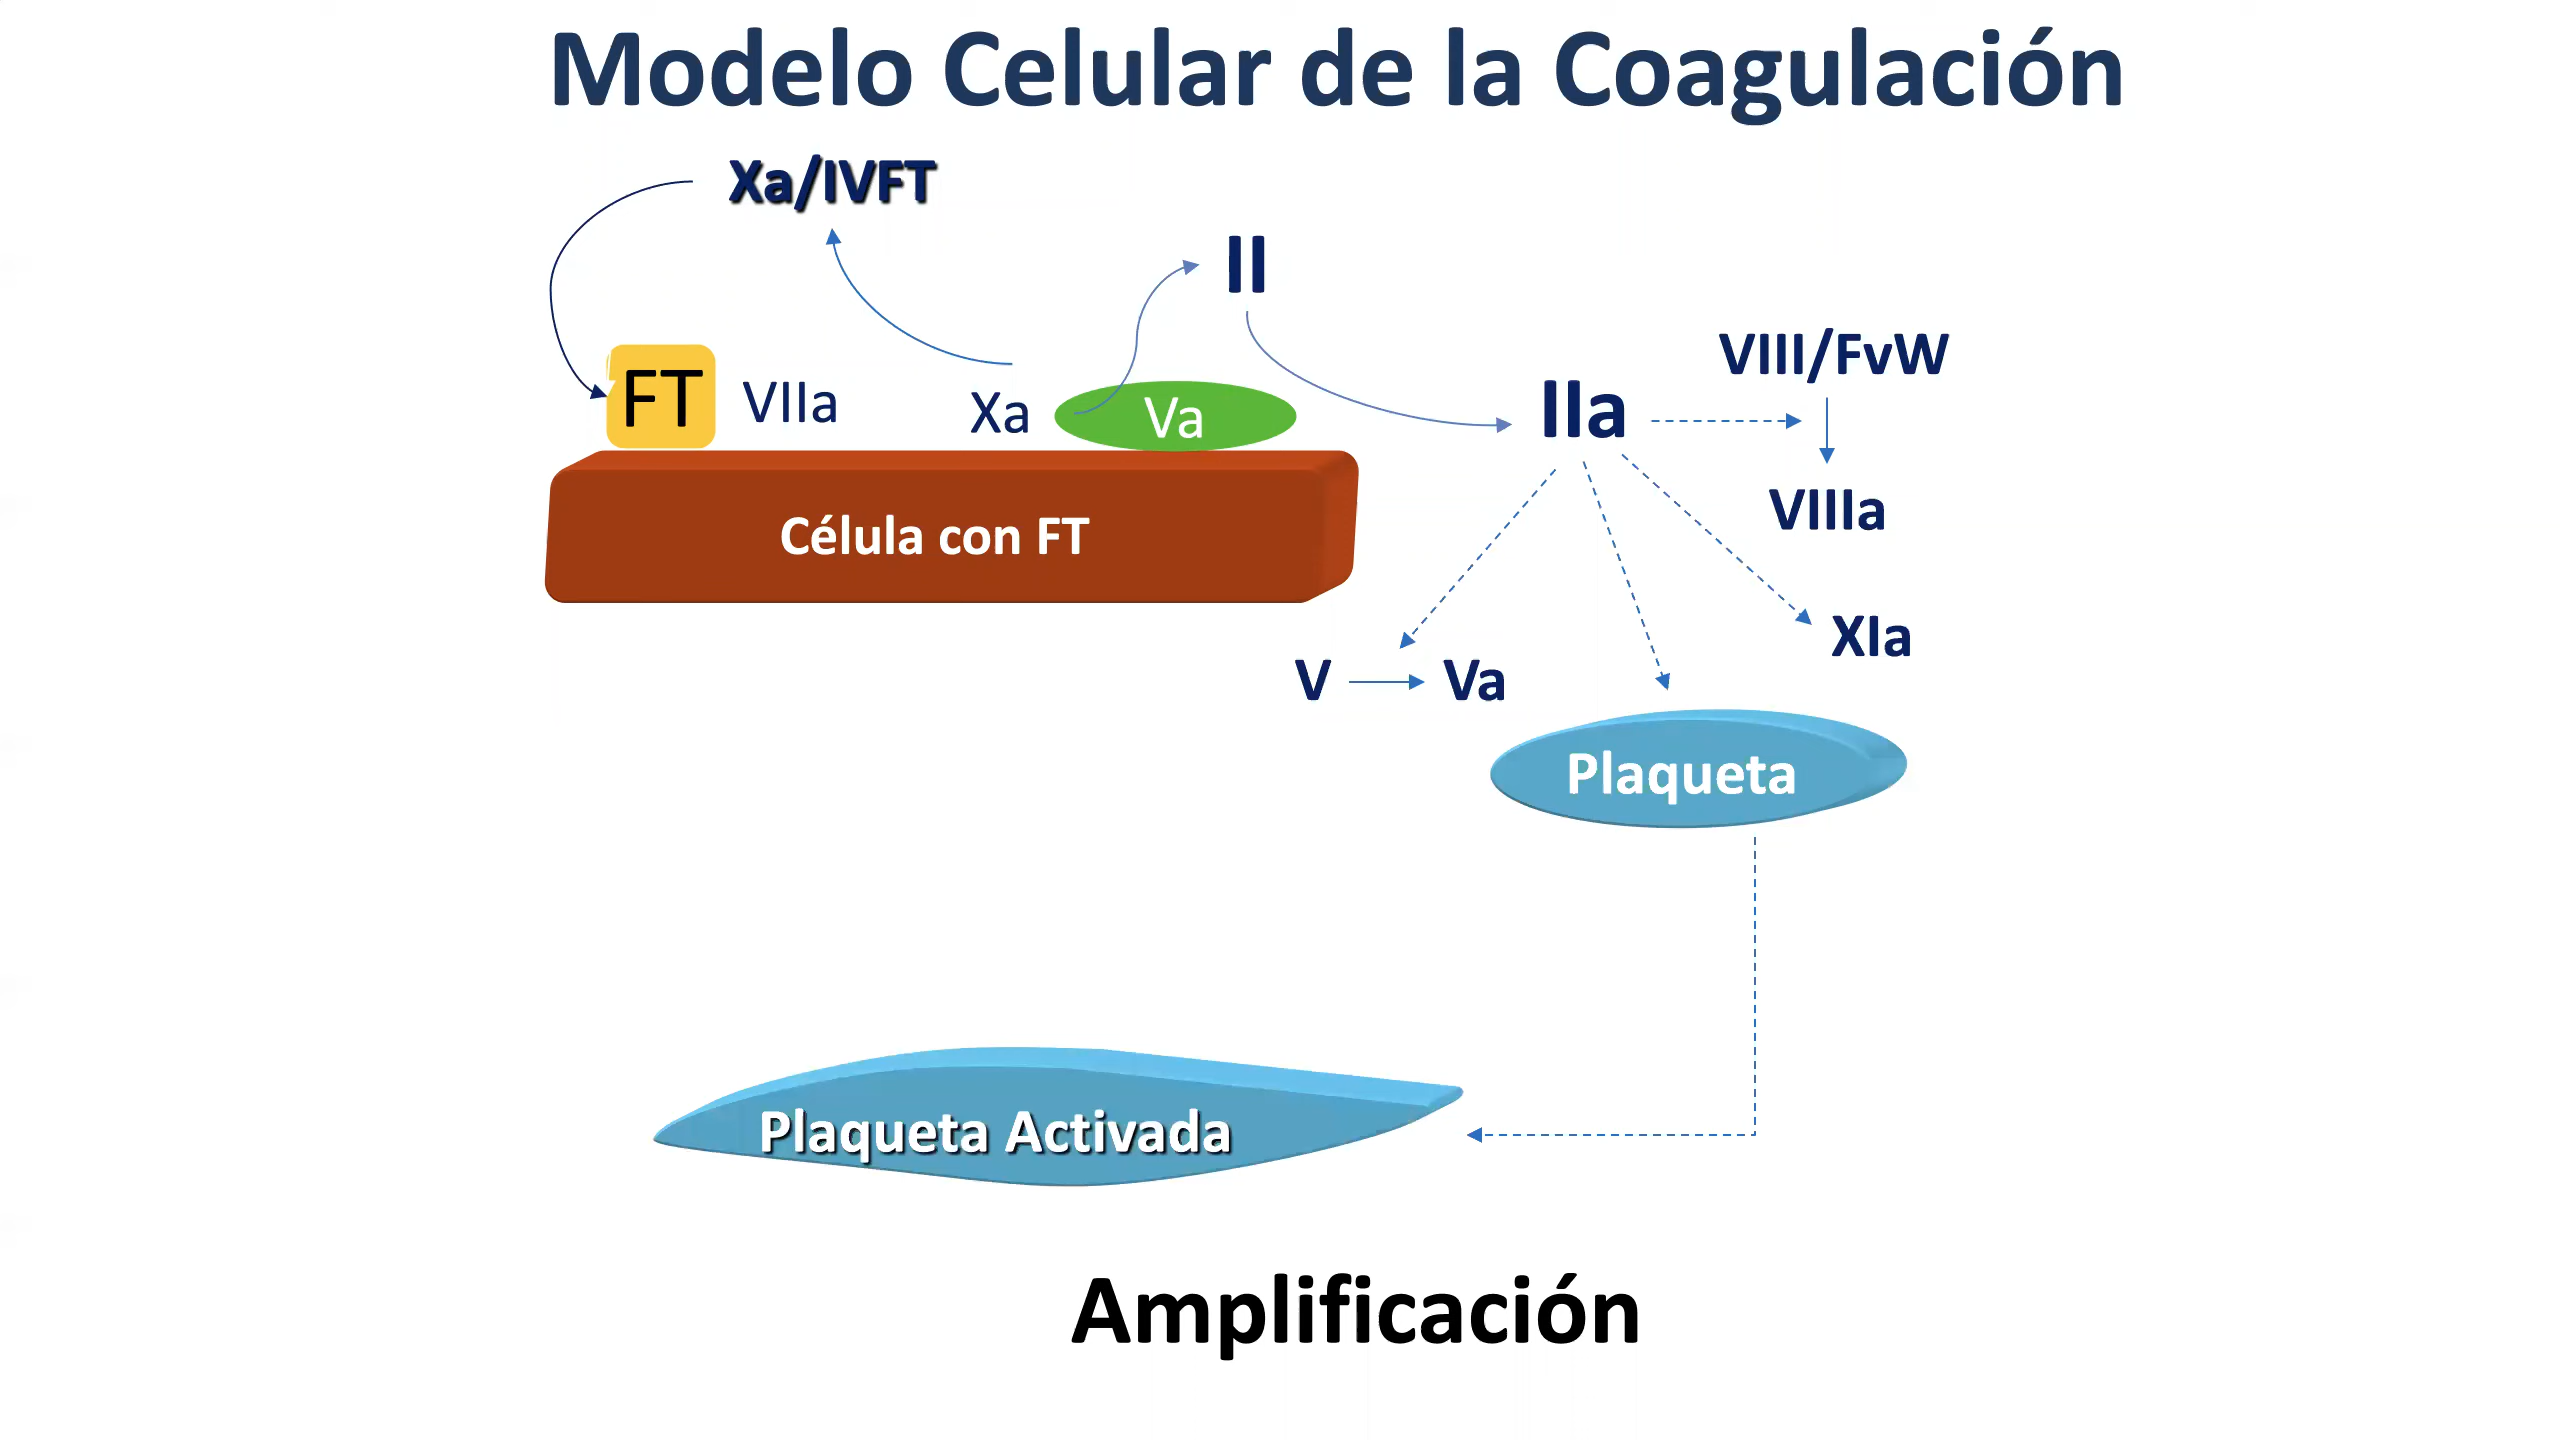 Modelo Celular de la Coagulación
Xa/IVFT
II
VIII/FvW
FT
VIIa
Xa
Va
IIa
Célula con FT
VIIIa
XIa
V
Va
Plaqueta
Plaqueta Activada
Amplificación